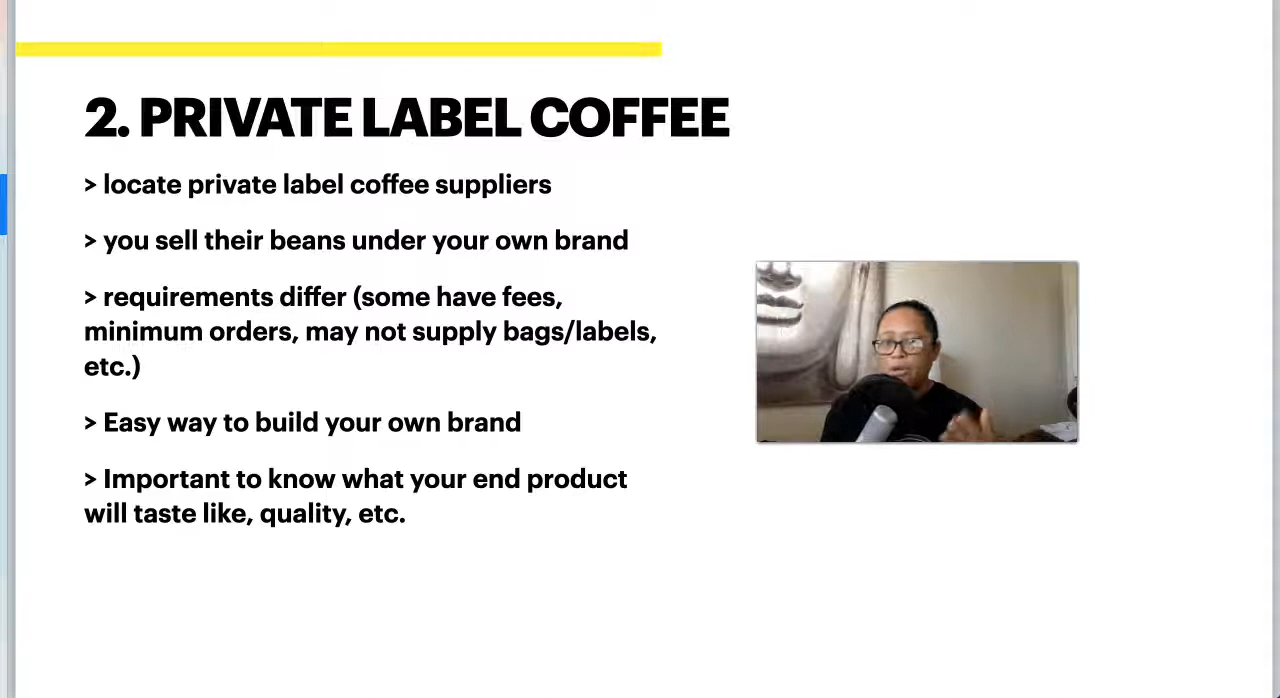 2. PRIVATE LABEL COFFEE
> locate private label coffee suppliers
> you sell their beans under your own brand
> requirements differ (some have fees,
minimum orders, may not supply bags/labels,
etc.)
> Easy way to build your own brand
> Important to know what your end product
will taste like, quality, etc.